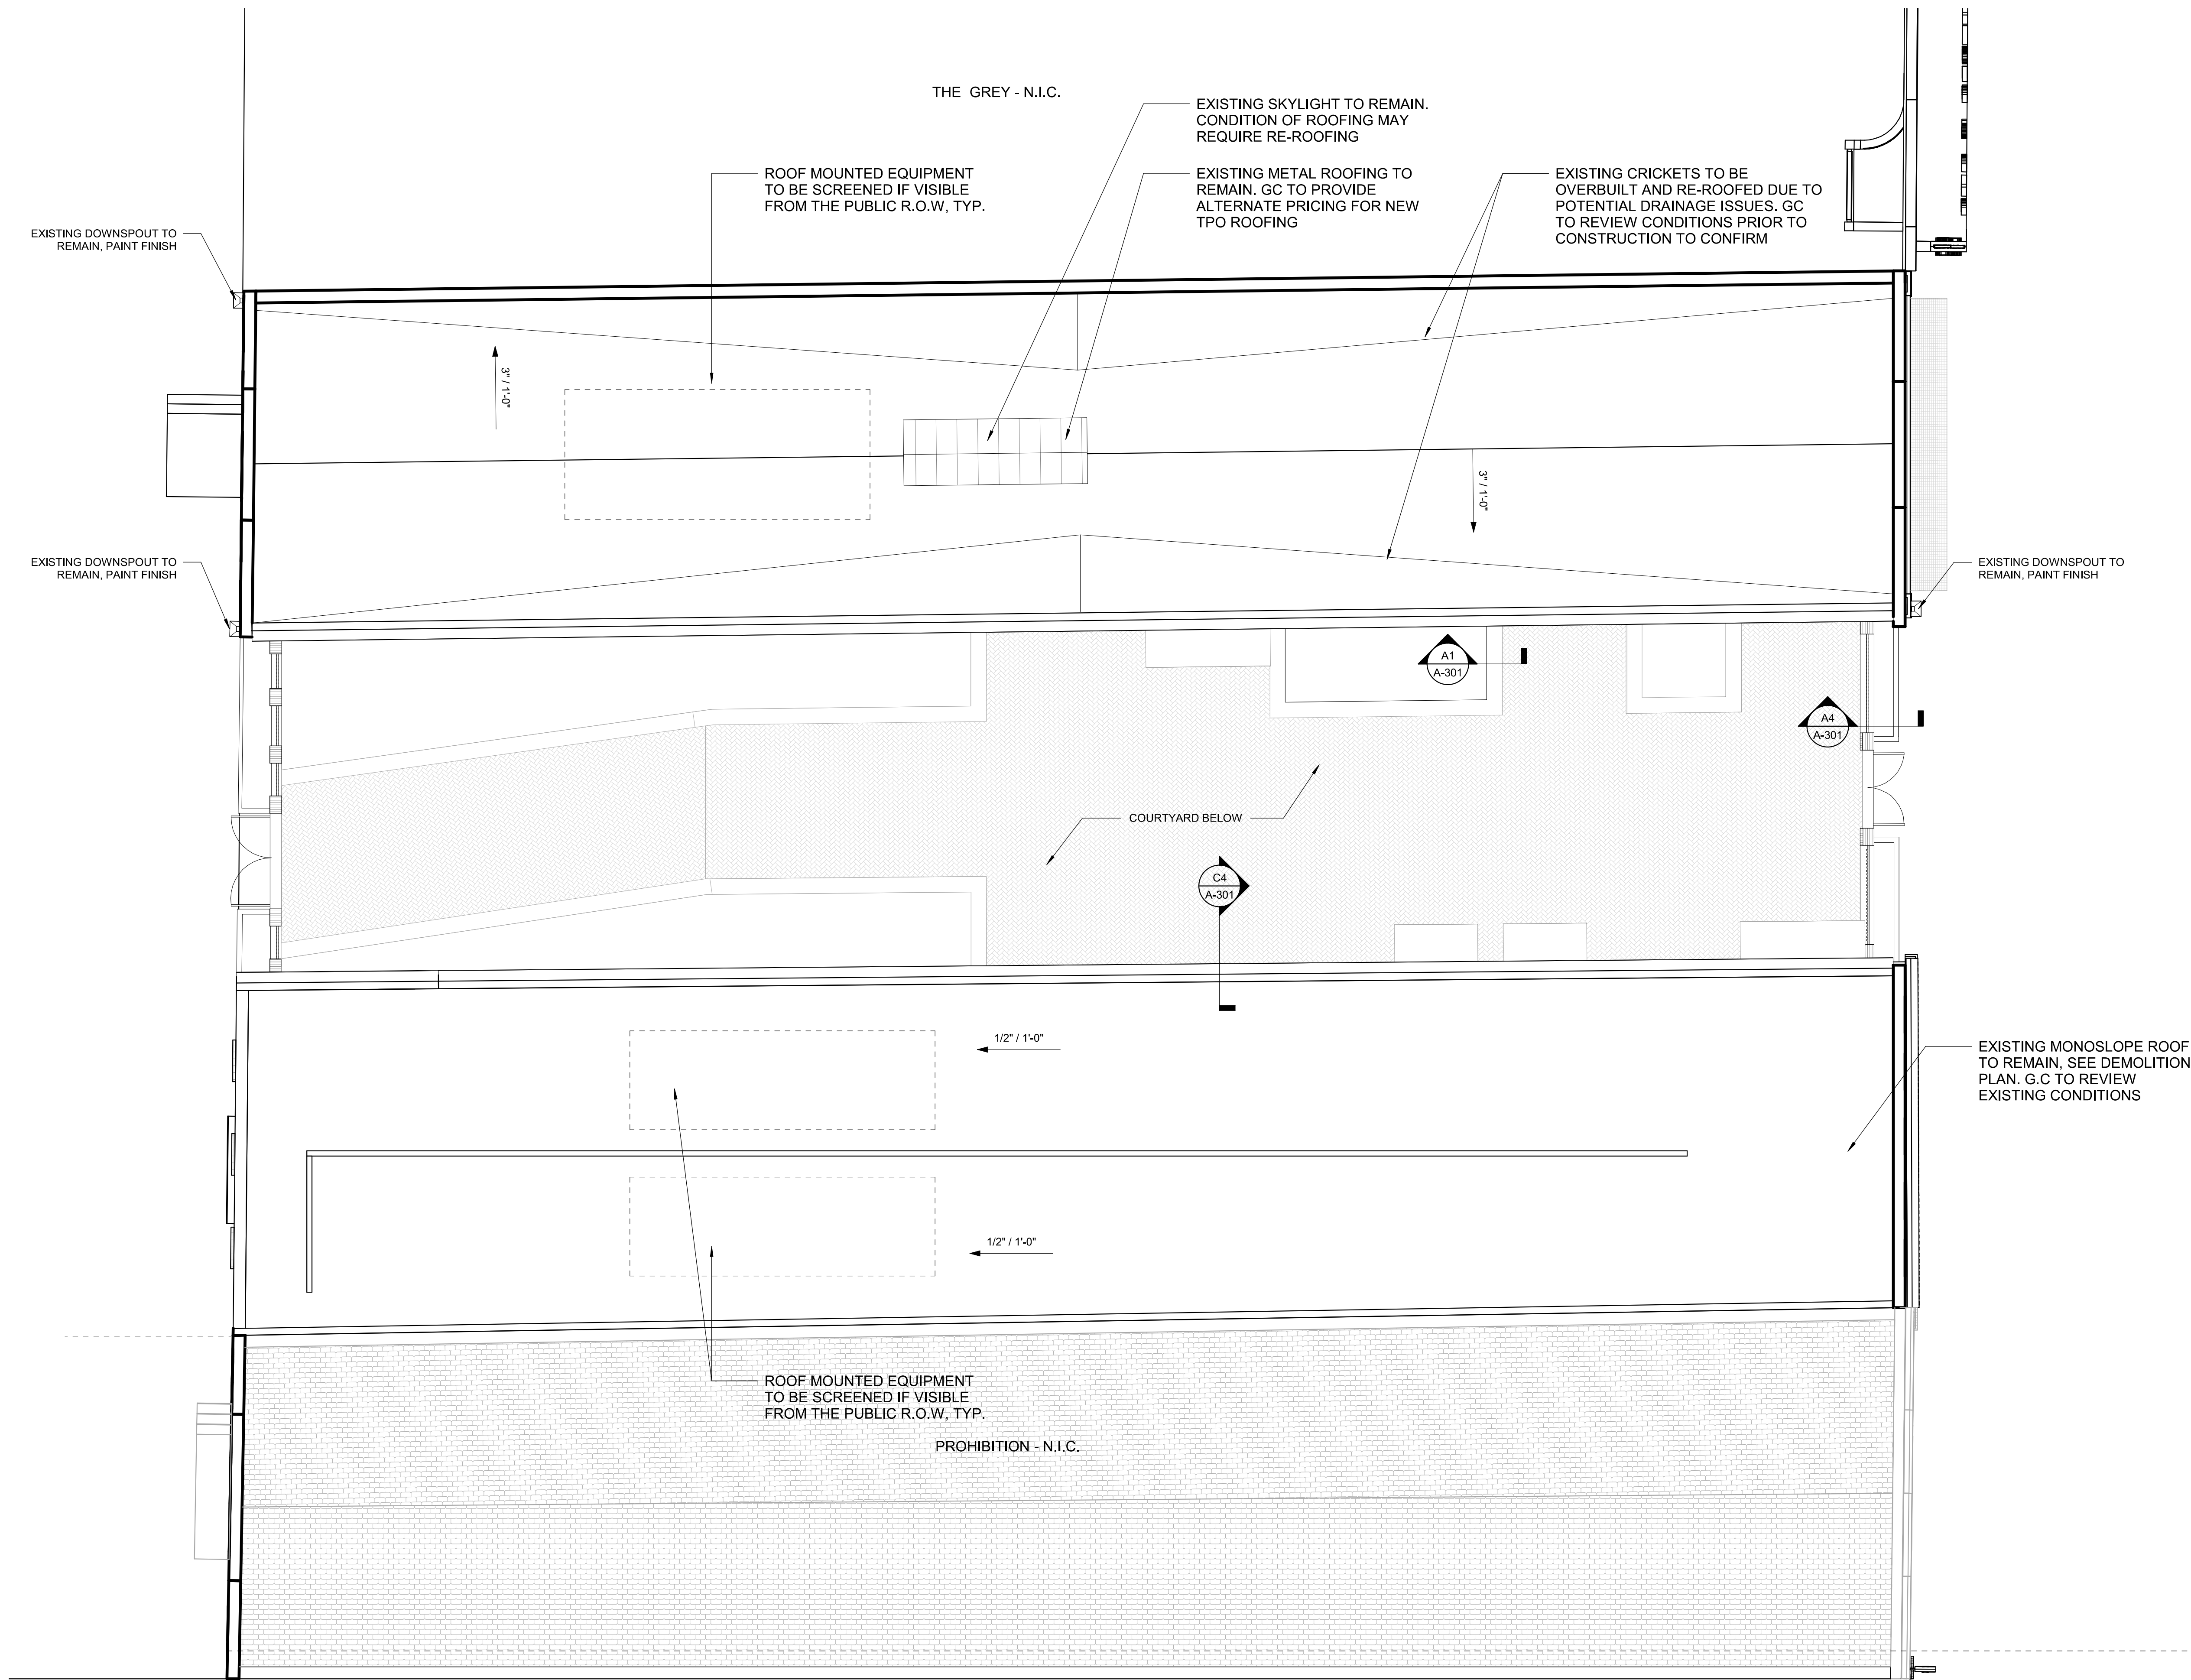 THE GREY - N.I.C.
EXISTING SKYLIGHT TO REMAIN.
CONDITION OF ROOFING MAY
REQUIRE RE-ROOFING
ROOF MOUNTED EQUIPMENT
TO BE SCREENED IF VISIBLE
FROM THE PUBLIC R.O.W, TYP.
EXISTING METAL ROOFING TO
REMAIN. GC TO PROVIDE
ALTERNATE PRICING FOR NEW
TPO ROOFING
EXISTING CRICKETS TO BE
OVERBUILT AND RE-ROOFED DUE TO
POTENTIAL DRAINAGE ISSUES. GC
TO REVIEW CONDITIONS PRIOR TO
CONSTRUCTION TO CONFIRM
EXISTING DOWNSPOUT TO
REMAIN, PAINT FINISH
3" / 1'-0"
3" / 1'-0"
EXISTING DOWNSPOUT TO
REMAIN, PAINT FINISH
EXISTING DOWNSPOUT TO
REMAIN, PAINT FINISH
A1
A-301
A4
A-301
COURTYARD BELOW
C4
A-301
1/2" / 1'-0"
EXISTING MONOSLOPE ROOF
TO REMAIN, SEE DEMOLITION
PLAN. G.C TO REVIEW
EXISTING CONDITIONS
1/2" / 1'-0"
ROOF MOUNTED EQUIPMENT
TO BE SCREENED IF VISIBLE
FROM THE PUBLIC R.O.W, TYP.
PROHIBITION - N.I.C.